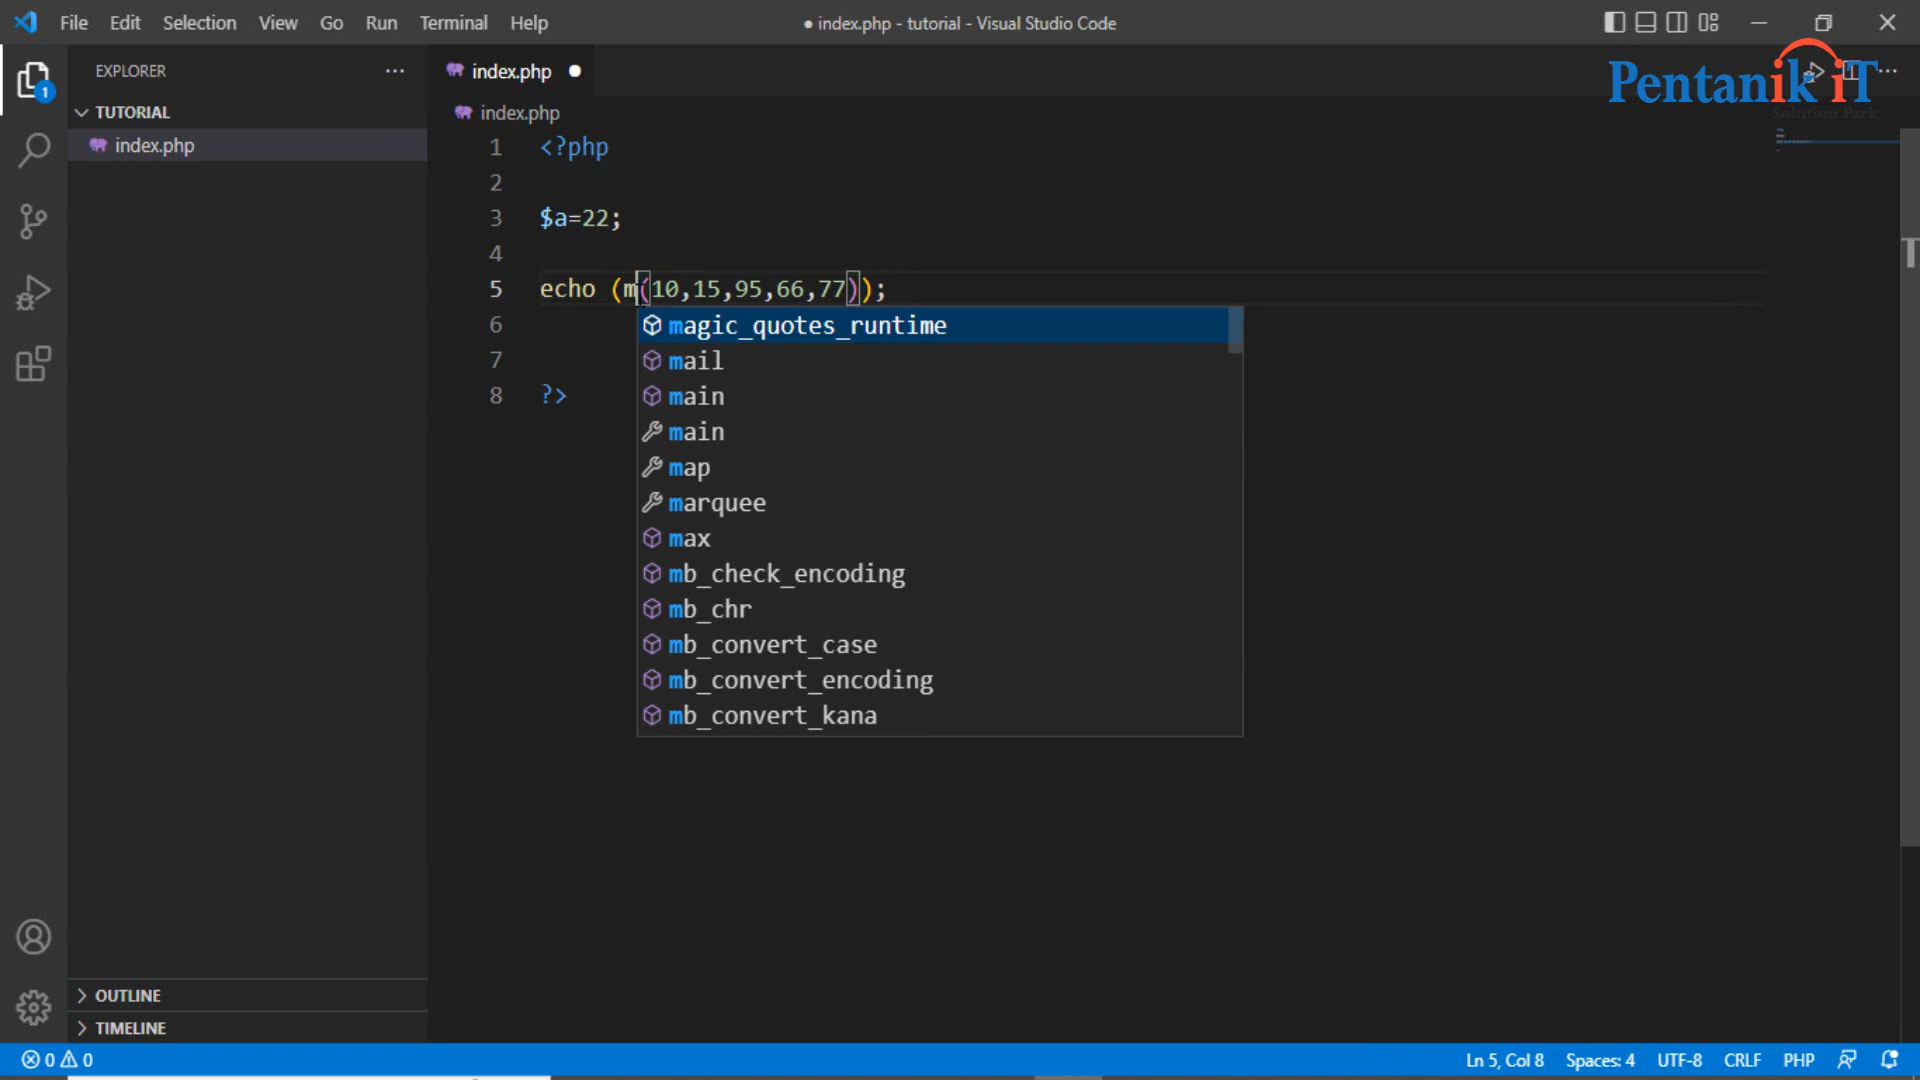 File Edit Selection View Go Run Terminal Help
● index.php - tutorial - Visual Studio Code
EXPLORER
1
TUTORIAL
index.php
index.php
Pentanik iT
Solution Park
index.php
1 <?php
2
3 $a=22;
4
5 echo (m(10,15,95,66,77));
6
7
8 ?>
magic_quotes_runtime
mail
main
main
map
marquee
max
mb_check_encoding
mb_chr
mb_convert_case
mb_convert_encoding
mb_convert_kana
OUTLINE
TIMELINE
0 0
Ln 5, Col 8 Spaces: 4 UTF-8 CRLF PHP